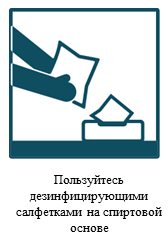 Пользуйтесь
дезинфицирующими
салфетками на спиртовой
основе